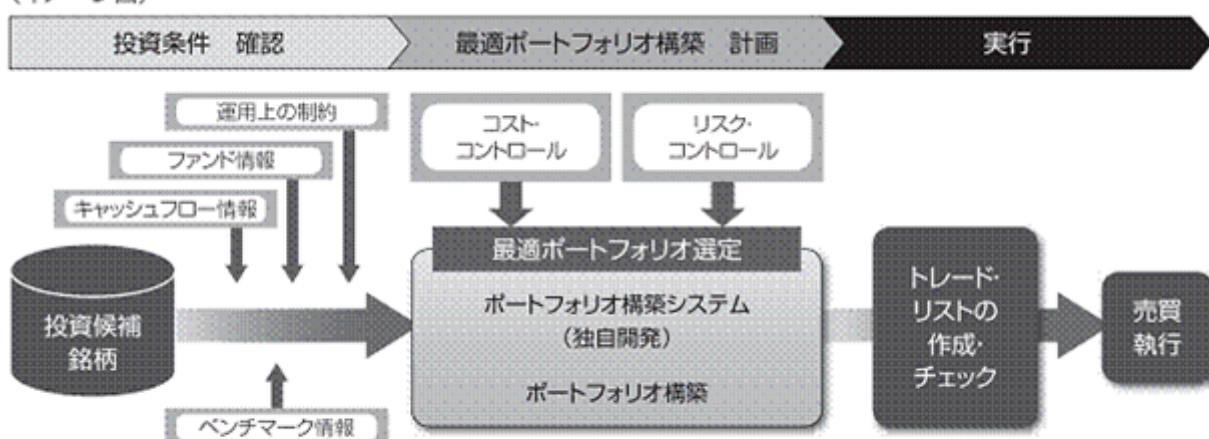 投資条件 確認
最適ポートフォリオ構築 計画
実行
運用上の制約
ファンド情報
キャッシュフロー情報
コスト・
コントロール
リスク・
コントロール
投資候補
銘柄
ベンチマーク情報
最適ポートフォリオ選定
ポートフォリオ構築システム
(独自開発)
ポートフォリオ構築
トレード・
リストの
作成・
チェック
売買
執行